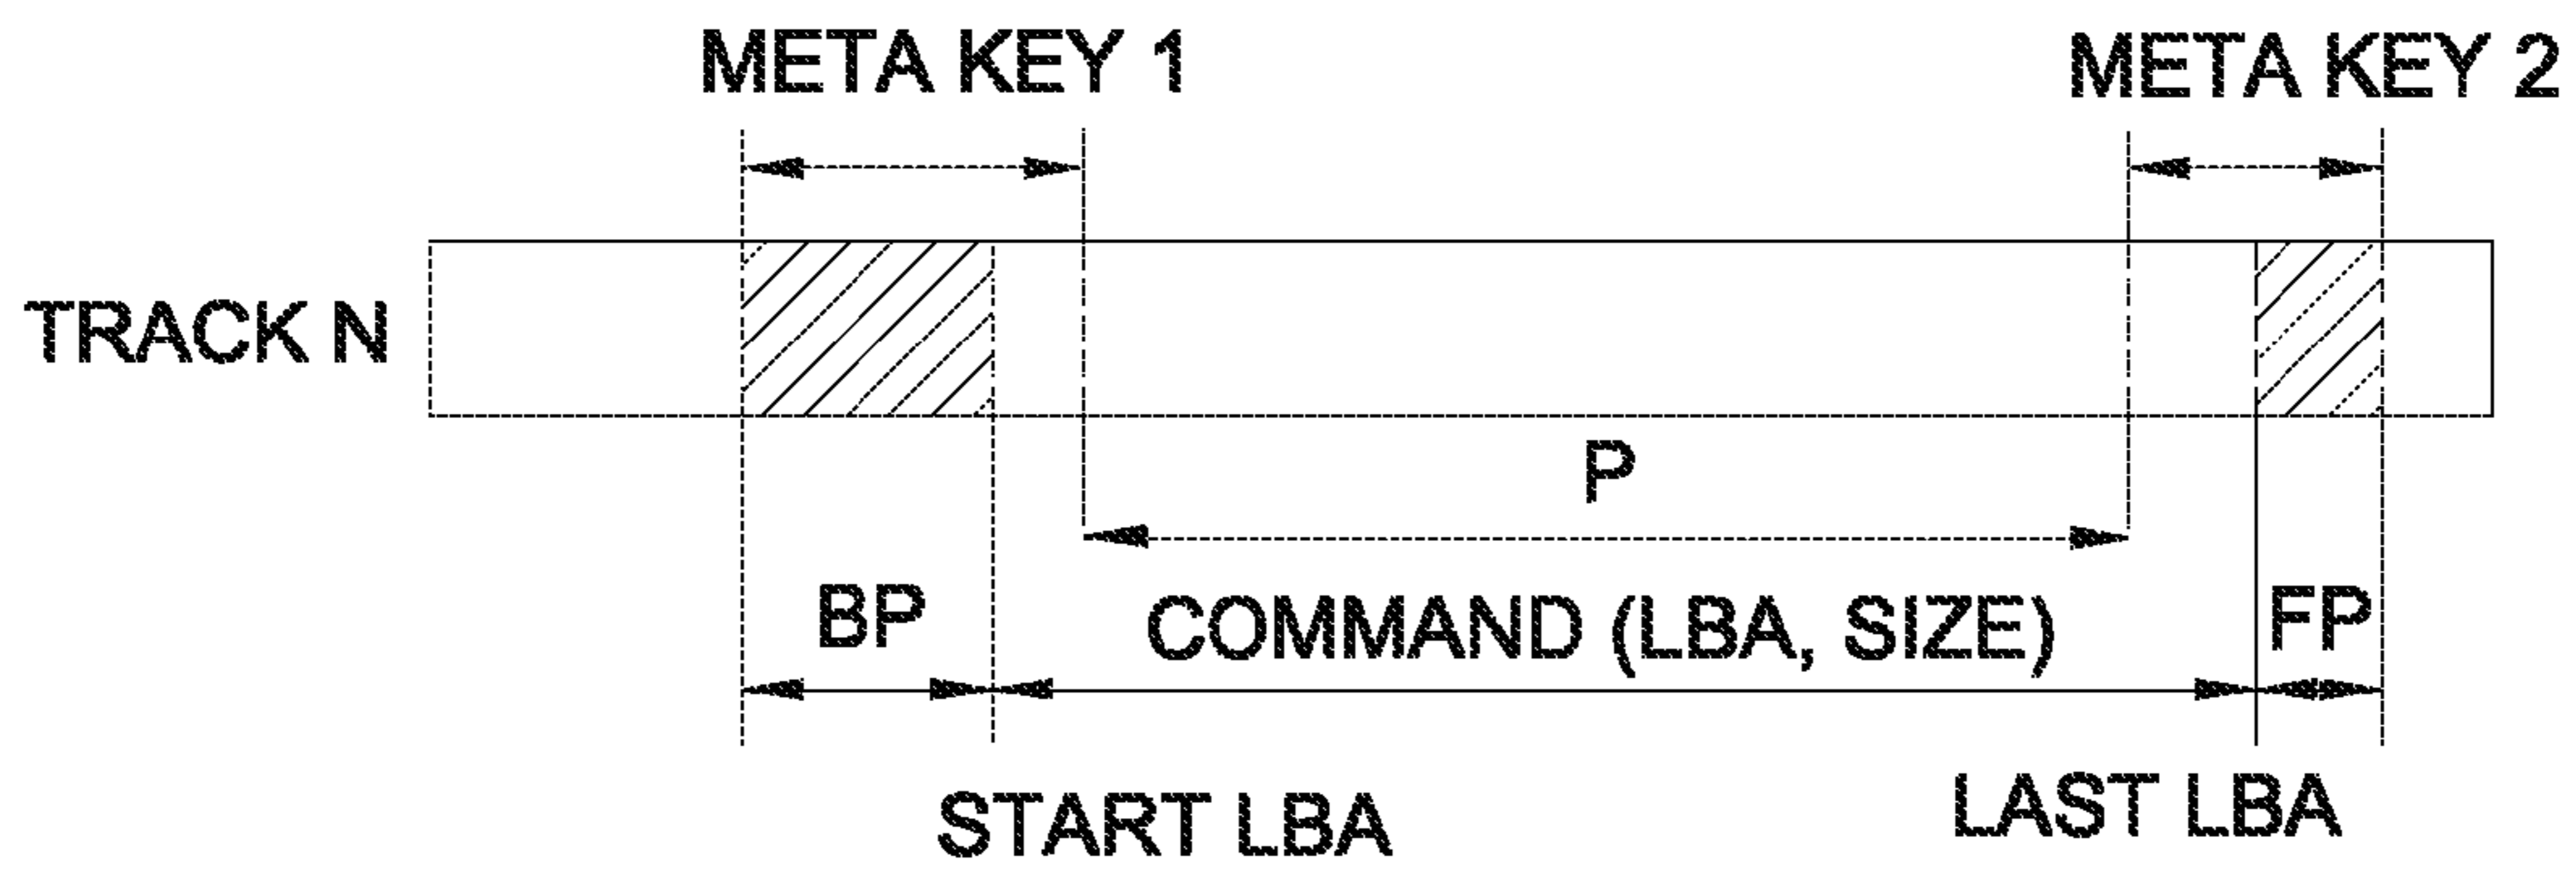 META KEY 1
META KEY 2
TRACK N
P
BP
COMMAND (LBA, SIZE)
FP
START LBA
LAST LBA